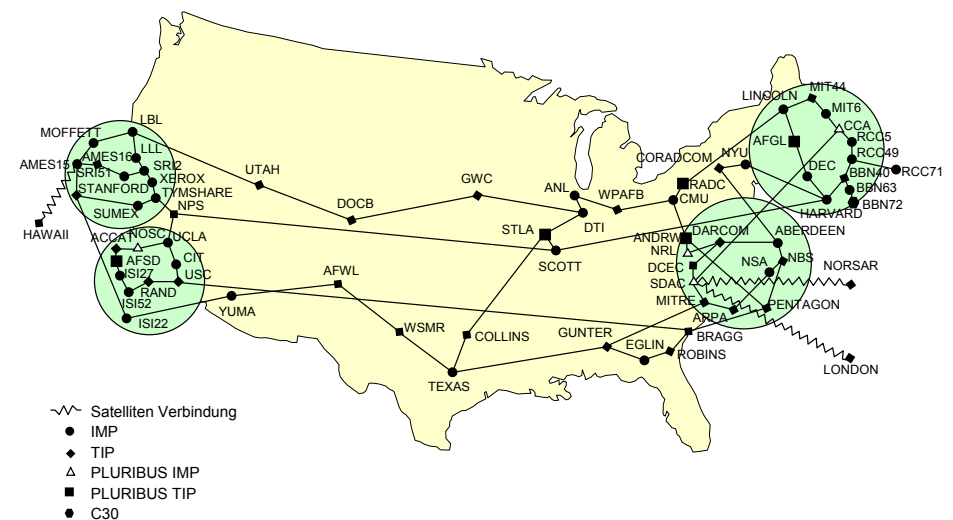 MIT44
LINCOLN
MIT6
CCA
RCC5
AFGL
RCC49
RCC71
DEC
BBN40
BBN63
BBN72
HARVARD
LBL
MOFFETT
LLL
AMES16
AMES15
SRI2
SRI51
XEROX
STANFORD
TYMSHARE
SUMEX
NPS
HAWAII
UTAH
DOCB
GWC
ANL
WPAFB
DTI
STLA
SCOTT
CORADCOM
NYU
RADC
CMU
ACCAT
NOSC
UCLA
AFSD
CIT
ISI27
USC
RAND
ISI52
ISI22
YUMA
AFWL
WSMR
COLLINS
TEXAS
GUNTER
EGLIN
ROBINS
BRAGG
ANDRW
DARCOM
ABERDEEN
NRL
DCEC
NSA
NBS
SDAC
NORSAR
MITRE
ARPA
PENTAGON
LONDON
Satelliten Verbindung
IMP
TIP
PLURIBUS IMP
PLURIBUS TIP
C30